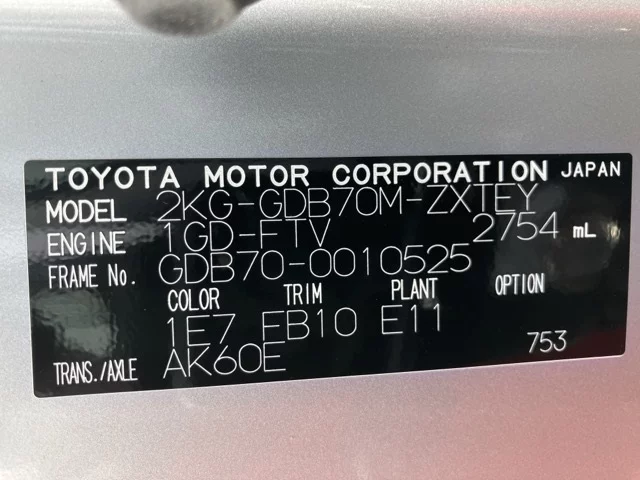 TOYOTA MOTOR CORPORATION JAPAN
MODEL 2KG-GDB70M-ZXTEY
ENGINE 1GD-FTV 2754 mL
FRAME No. GDB70-0010525
COLOR TRIM PLANT OPTION
1E7 FB10 E11
TRANS./AXLE AK60E 753